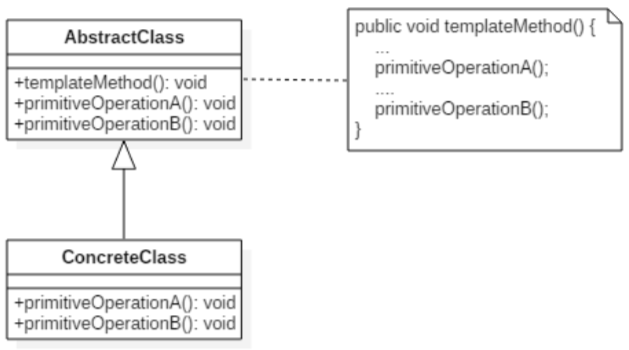 AbstractClass
+templateMethod(): void
+primitiveOperationA(): void
+primitiveOperationB(): void
public void templateMethod() {
...
primitiveOperationA();
....
primitiveOperationB();
}
ConcreteClass
+primitiveOperationA(): void
+primitiveOperationB(): void